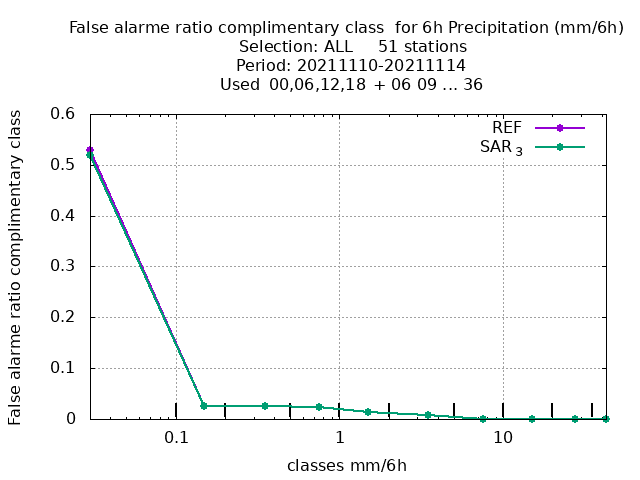 False alarme ratio complimentary class  for 6h Precipitation (mm/6h)
Selection: ALL     51 stations
Period: 20211110-20211114
Used  00,06,12,18  + 06 09 ... 36
False alarme ratio complimentary class
0.6
0.5
0.4
0.3
0.2
0.1
0
REF
SAR 3
0.1
1
10
classes mm/6h